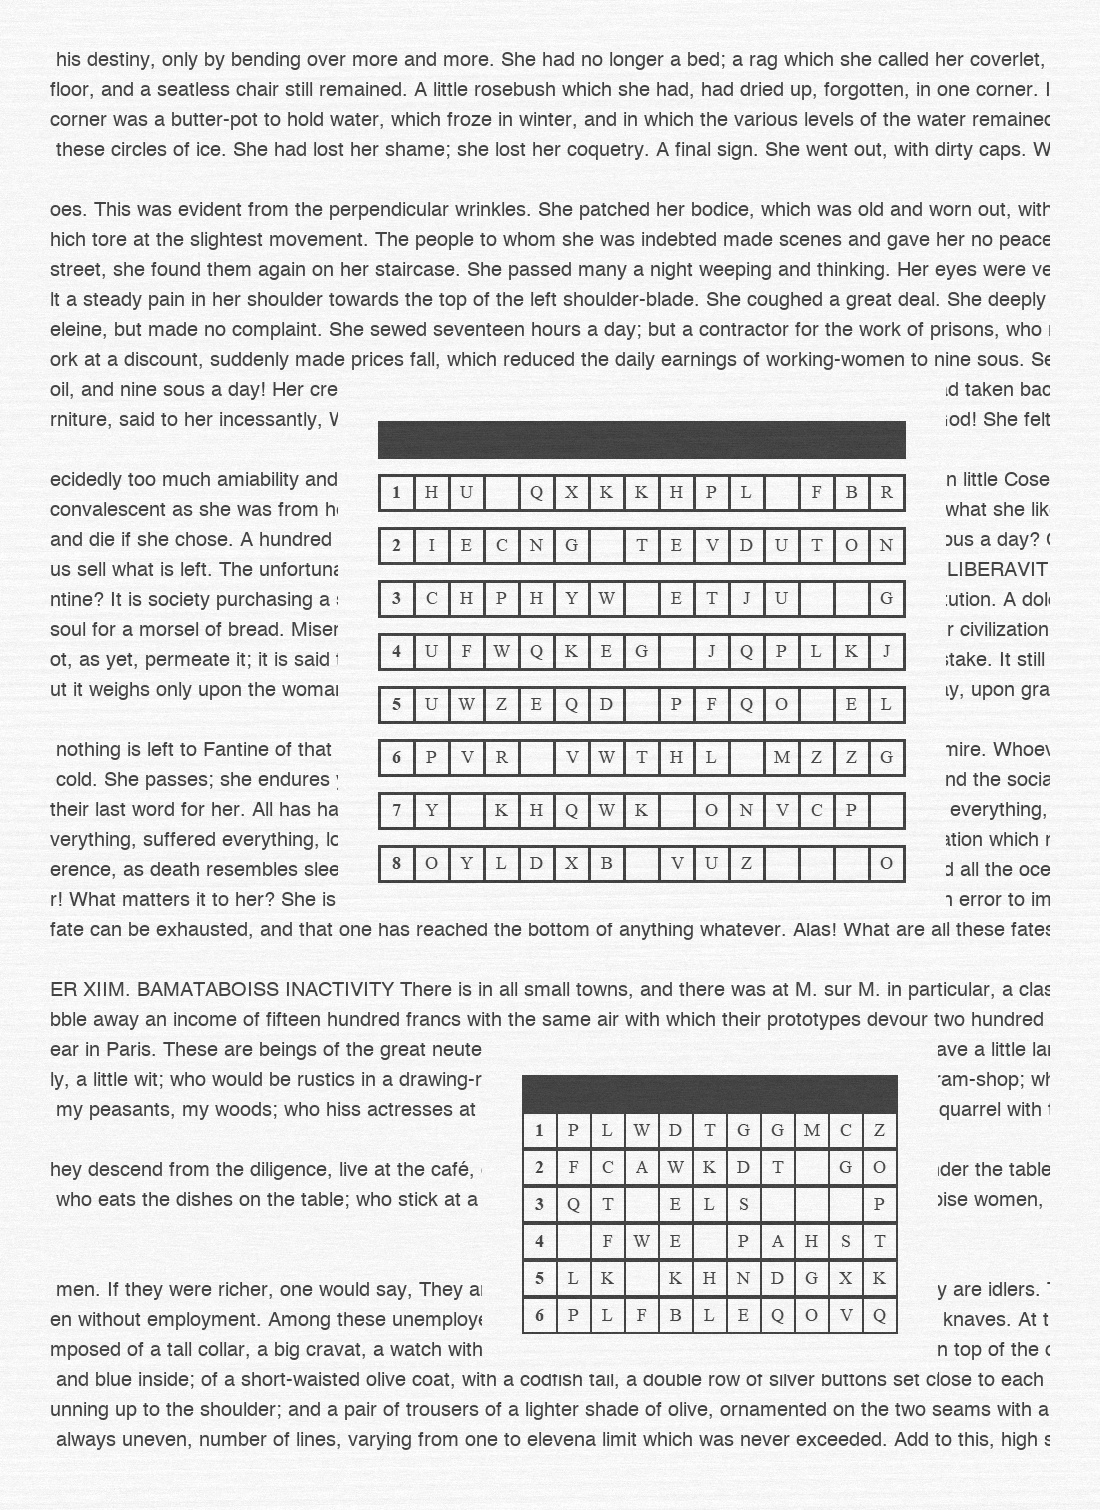 his destiny, only by bending over more and more. She had no longer a bed; a rag which she called her coverlet,
floor, and a seatless chair still remained. A little rosebush which she had, had dried up, forgotten, in one corner. I
corner was a butter-pot to hold water, which froze in winter, and in which the various levels of the water remained
these circles of ice. She had lost her shame; she lost her coquetry. A final sign. She went out, with dirty caps. W
oes. This was evident from the perpendicular wrinkles. She patched her bodice, which was old and worn out, with
hich tore at the slightest movement. The people to whom she was indebted made scenes and gave her no peace
street, she found them again on her staircase. She passed many a night weeping and thinking. Her eyes were ve
lt a steady pain in her shoulder towards the top of the left shoulder-blade. She coughed a great deal. She deeply
eleine, but made no complaint. She sewed seventeen hours a day; but a contractor for the work of prisons, who
ork at a discount, suddenly made prices fall, which reduced the daily earnings of working-women to nine sous. Se
oil, and nine sous a day! Her cre d taken bac
rniture, said to her incessantly, God! She felt
ecidedly too much amiability and n little Cose
convalescent as she was from he what she lik
and die if she chose. A hundred ous a day?
us sell what is left. The unfortuna LIBERAVIT
ntine? It is society purchasing a ution. A dol
soul for a morsel of bread. Miser r civilization
ot, as yet, permeate it; it is said take. It still
ut it weighs only upon the woman y, upon gra
nothing is left to Fantine of that mire. Whoev
cold. She passes; she endures nd the socia
their last word for her. All has ha everything,
verything, suffered everything, lo ation which
erence, as death resembles slee d all the oce
r! What matters it to her? She is n error to im
1 H U Q X K K H P L F B R
2 I E C N G T E V D U T O N
3 C H P H Y W E T J U G
4 U F W Q K E G J Q P L K J
5 U W Z E Q D P F Q O E L
6 P V R V W T H L M Z Z G
7 Y K H Q W K O N V C P
8 O Y L D X B V U Z O
fate can be exhausted, and that one has reached the bottom of anything whatever. Alas! What are all these fates
ER XIIM. BAMATABOISS INACTIVITY There is in all small towns, and there was at M. sur M. in particular, a clas
bble away an income of fifteen hundred francs with the same air with which their prototypes devour two hundred
ear in Paris. These are beings of the great neute ave a little la
ly, a little wit; who would be rustics in a drawing-r ram-shop; wh
my peasants, my woods; who hiss actresses at quarrel with
hey descend from the diligence, live at the café, nder the table
who eats the dishes on the table; who stick at a oise women,
men. If they were richer, one would say, They ar y are idlers.
en without employment. Among these unemploye knaves. At t
mposed of a tall collar, a big cravat, a watch with n top of the
1 P L W D T G G M C Z
2 F C A W K D T G O
3 Q T E L S P
4 F W E P A H S T
5 L K K H N D G X K
6 P L F B L E Q O V Q
and blue inside; of a short-waisted olive coat, with a codfish tail, a double row of silver buttons set close to each
unning up to the shoulder; and a pair of trousers of a lighter shade of olive, ornamented on the two seams with a
always uneven, number of lines, varying from one to elevena limit which was never exceeded. Add to this, high s